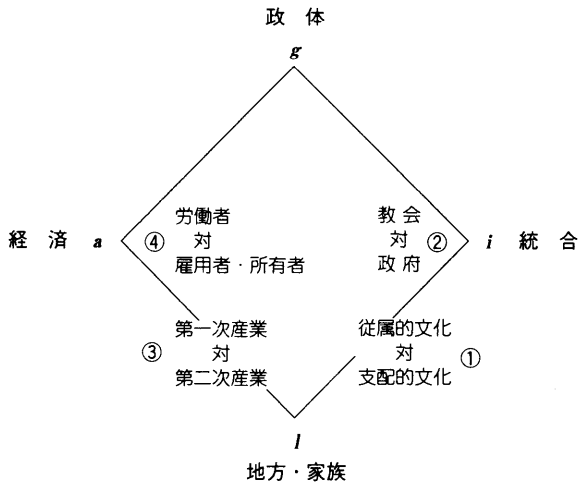 政体
g
労働者
対
雇用者・所有者
④
教会
対
政府
②
経済 a
i 統合
第一次産業
対
第二次産業
③
従属的文化
対
支配的文化
①
l
地方・家族